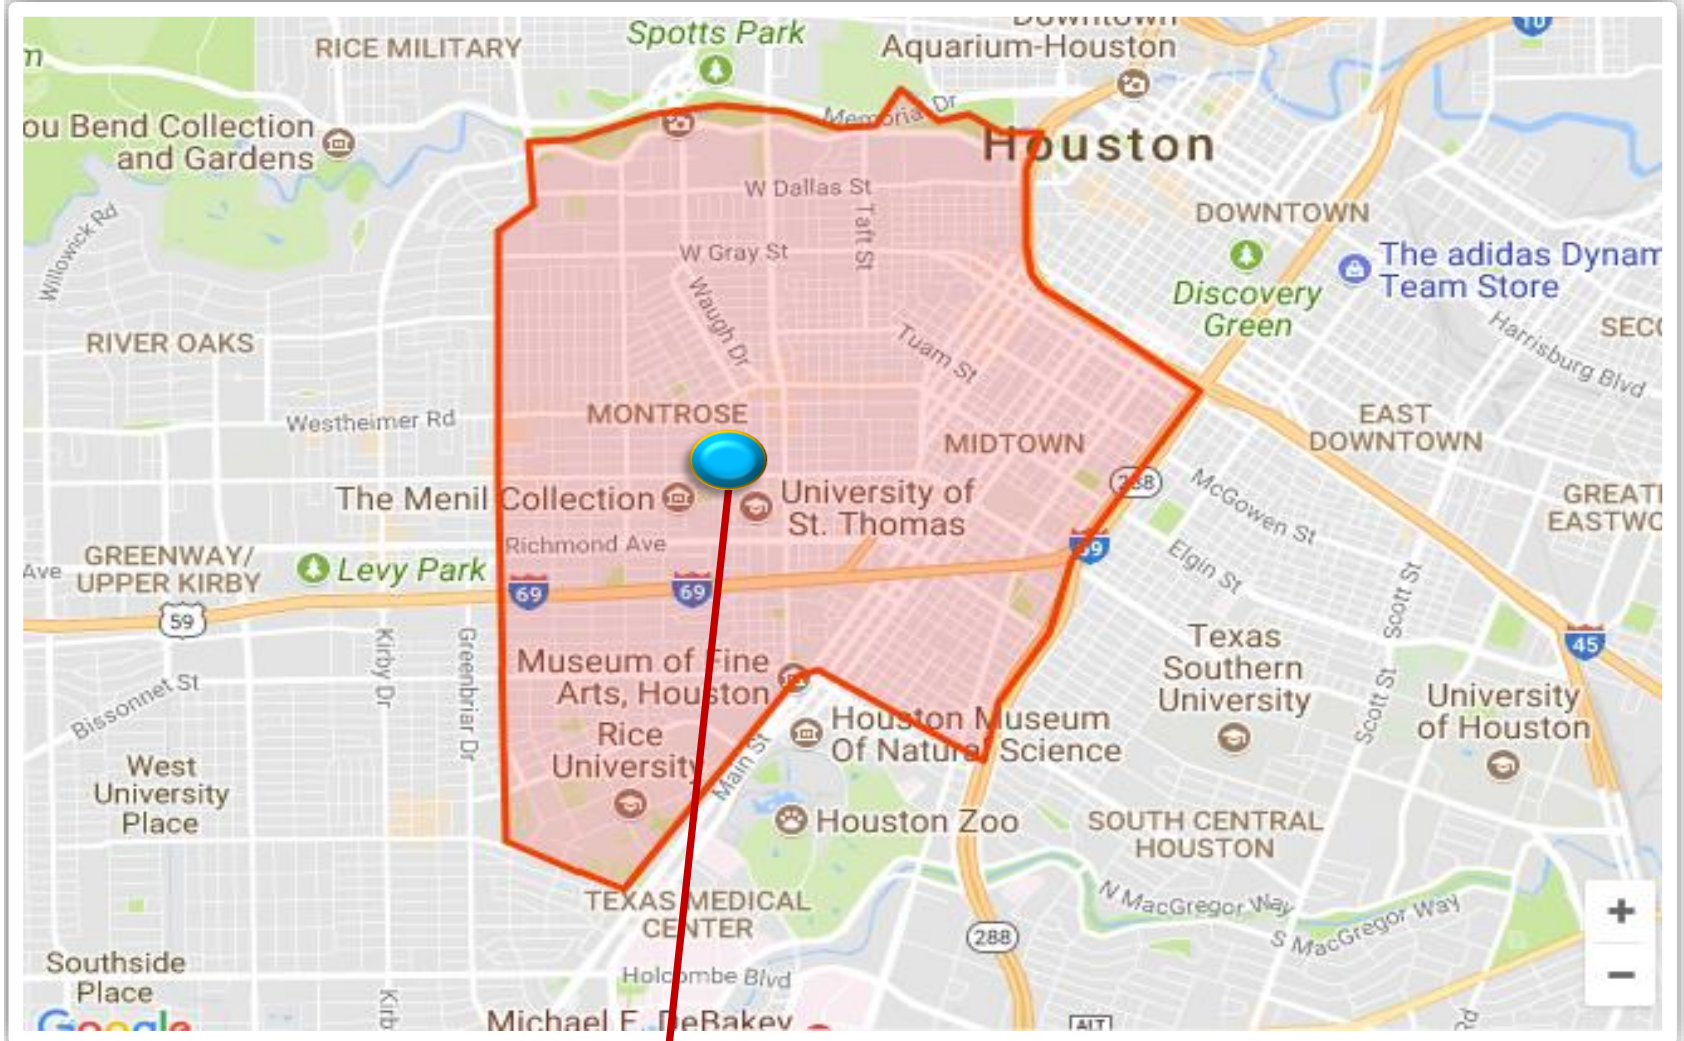 Downtown
Aquarium-Houston
10
Spotts Park
RICE MILITARY
m
ou Bend Collection
and Gardens
Memorial Dr
Houston
W Dallas St
Taft St
W Gray St
Waugh Dr
Tuam St
Willowick Rd
DOWNTOWN
The adidas Dynam
Team Store
Discovery
Green
Harrisburg Blvd
SECO
RIVER OAKS
Westheimer Rd
MONTROSE
MIDTOWN
EAST
DOWNTOWN
The Menil Collection
University of
St. Thomas
288
McGowen St
GREAT
EASTWO
Richmond Ave
Elgin St
Ave
GREENWAY/
UPPER KIRBY
Levy Park
69
69
69
59
Scott St
45
Kirby Dr
Greenbriar Dr
Museum of Fine
Arts, Houston
Texas
Southern
University
Bissonnet St
Scott St
University
of Houston
Rice
University
Main St
Houston Museum
Of Natural Science
West
University
Place
Houston Zoo
SOUTH CENTRAL
HOUSTON
TEXAS MEDICAL
CENTER
N MacGregor Way
S MacGregor Way
288
Holcombe Blvd
Southside
Place
Kirb
Google
Michael E. DeBakey
ALT
Rd
+
−